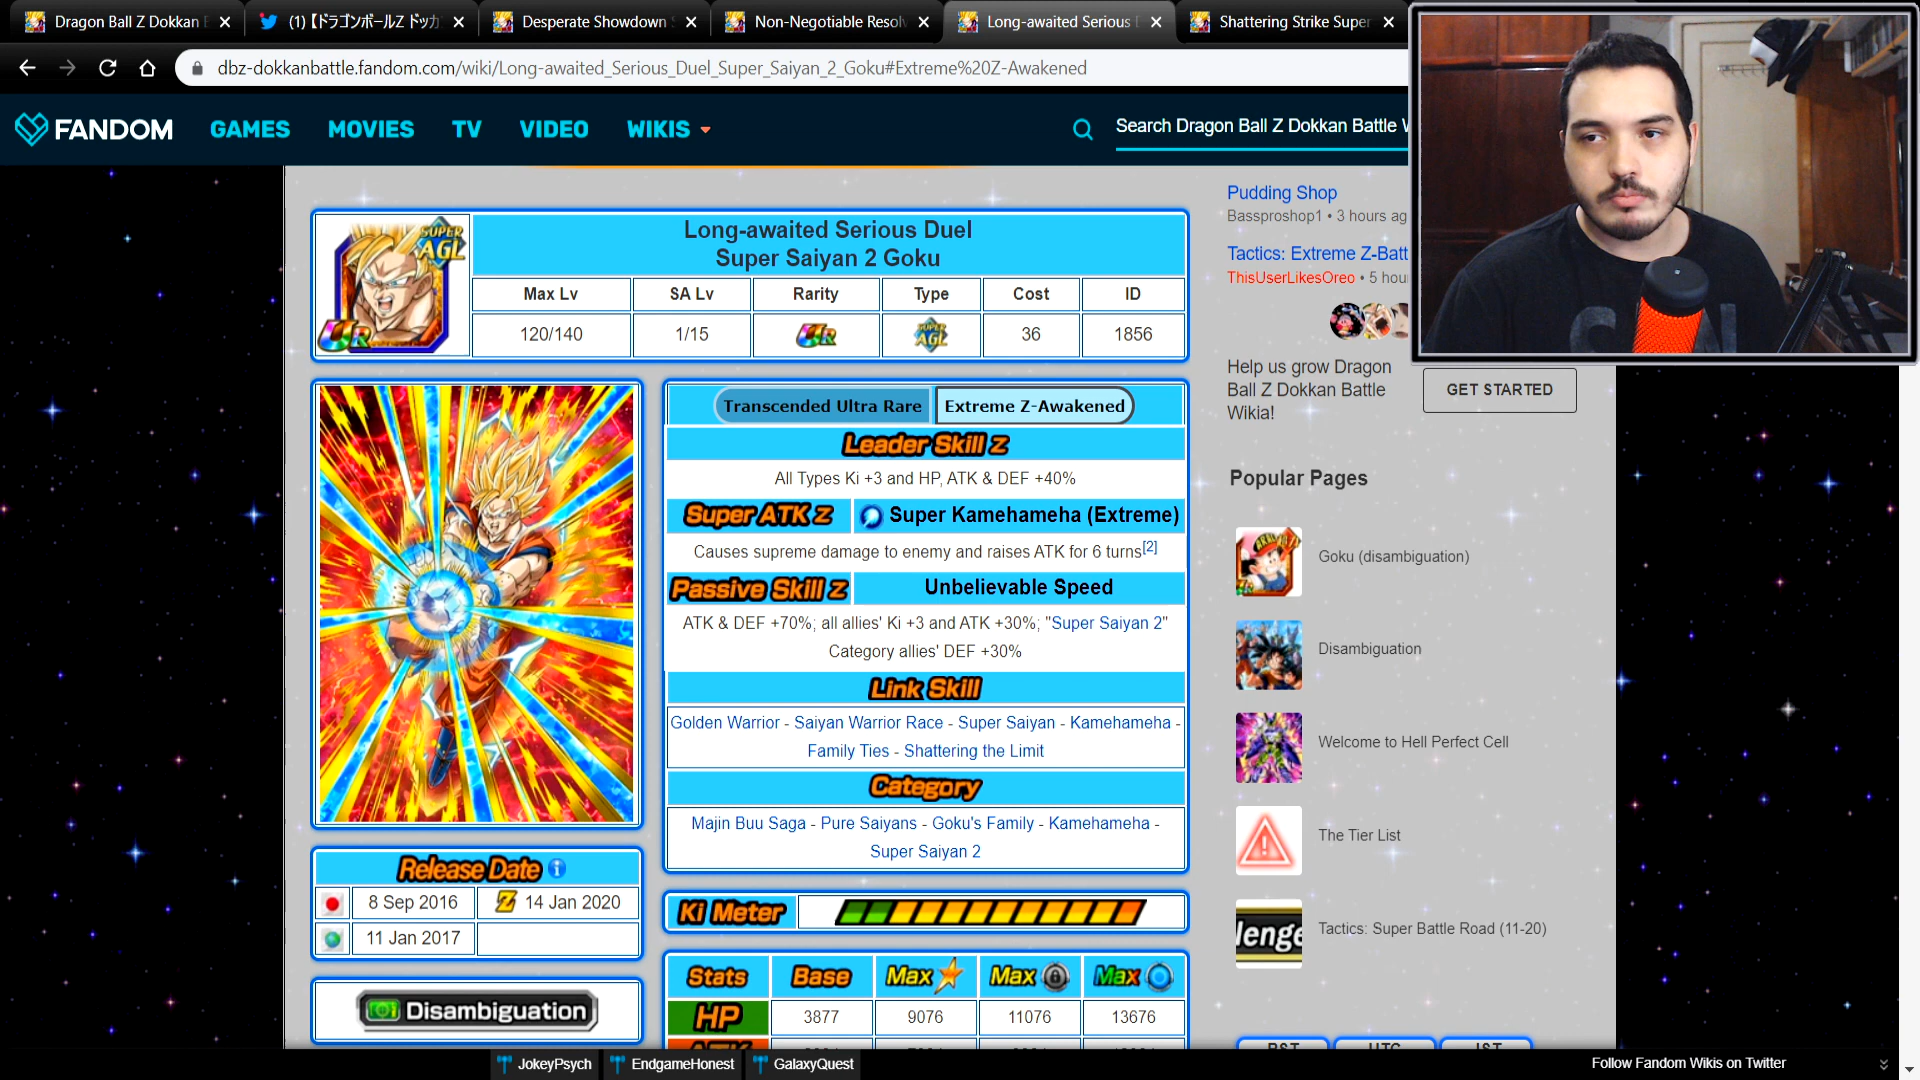 Dragon Ball Z Dokkan
(1)【ドラゴンボールZ ドッカ
Desperate Showdown
Non-Negotiable Resolv
Long-awaited Serious
Shattering Strike Super
dbz-dokkanbattle.fandom.com/wiki/Long-awaited_Serious_Duel_Super_Saiyan_2_Goku#Extreme%20Z-Awakened
FANDOM GAMES MOVIES TV VIDEO WIKIS
Search Dragon Ball Z Dokkan Battle W
Long-awaited Serious Duel
Super Saiyan 2 Goku
SUPER AGL
UR
Max Lv SA Lv Rarity Type Cost ID
120/140 1/15 UR SUPER AGL 36 1856
Transcended Ultra Rare Extreme Z-Awakened
Leader Skill Z
All Types Ki +3 and HP, ATK & DEF +40%
Super ATK Z Super Kamehameha (Extreme)
Causes supreme damage to enemy and raises ATK for 6 turns[2]
Passive Skill Z Unbelievable Speed
ATK & DEF +70%; all allies' Ki +3 and ATK +30%; "Super Saiyan 2"
Category allies' DEF +30%
Link Skill
Golden Warrior - Saiyan Warrior Race - Super Saiyan - Kamehameha -
Family Ties - Shattering the Limit
Category
Majin Buu Saga - Pure Saiyans - Goku's Family - Kamehameha -
Super Saiyan 2
Release Date
8 Sep 2016 Z 14 Jan 2020
11 Jan 2017
Disambiguation
Ki Meter
Stats Base Max Max Max
HP 3877 9076 11076 13676
Pudding Shop
Bassproshop1 • 3 hours ag
Tactics: Extreme Z-Batt
ThisUserLikesOreo • 5 hou
Help us grow Dragon
Ball Z Dokkan Battle
Wikia!
GET STARTED
Popular Pages
Goku (disambiguation)
Disambiguation
Welcome to Hell Perfect Cell
The Tier List
lenge
Tactics: Super Battle Road (11-20)
PST UTC JST
JokeyPsych EndgameHonest GalaxyQuest
Follow Fandom Wikis on Twitter